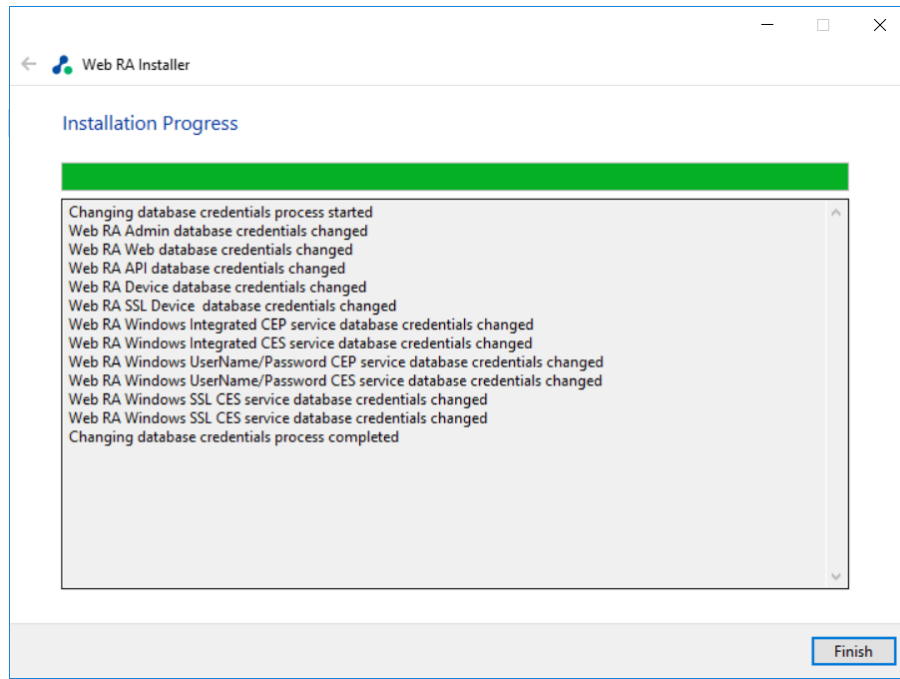 Web RA Installer
Installation Progress
Changing database credentials process started
Web RA Admin database credentials changed
Web RA Web database credentials changed
Web RA API database credentials changed
Web RA Device database credentials changed
Web RA SSL Device  database credentials changed
Web RA Windows Integrated CEP service database credentials changed
Web RA Windows Integrated CES service database credentials changed
Web RA Windows UserName/Password CEP service database credentials changed
Web RA Windows UserName/Password CES service database credentials changed
Web RA Windows SSL CES service database credentials changed
Web RA Windows SSL CES service database credentials changed
Changing database credentials process completed
Finish